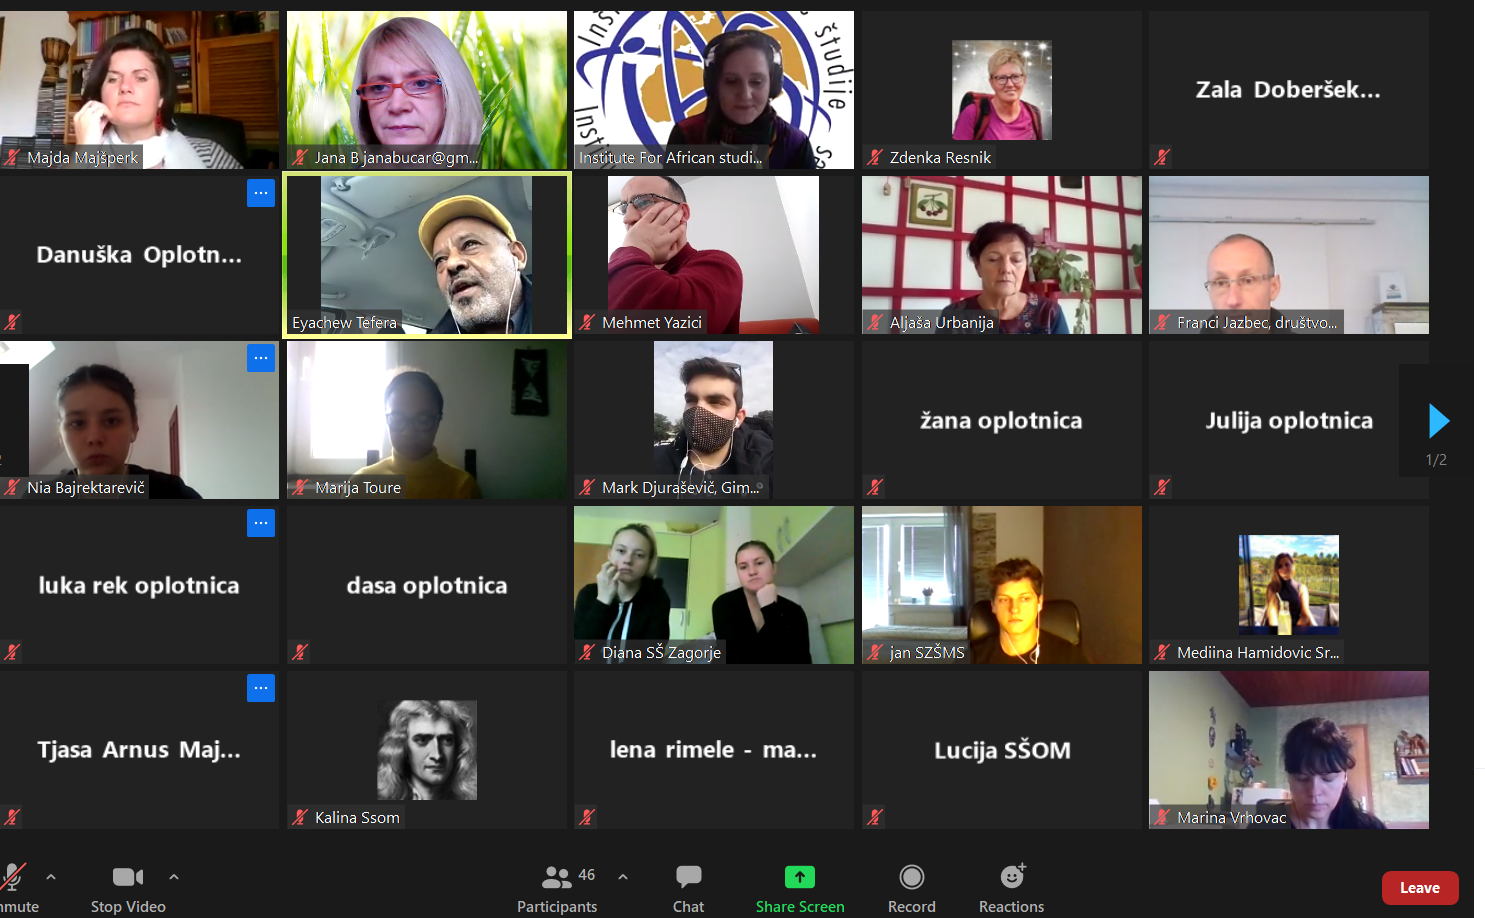 Majda Majšperk
Jana B janabucar@gm...
Inštitut
študije
Institute For African studi...
Zdenka Resnik
Zala Doberšek...
Danuška Oplotn...
Eyachew Tefera
Mehmet Yazici
Aljaša Urbanija
Franci Jazbec, društvo...
Nia Bajrektarevič
Marija Toure
Mark Djurašević, Gim...
žana oplotnica
Julija oplotnica
1/2
luka rek oplotnica
dasa oplotnica
Diana SŠ Zagorje
jan SZŠMS
Mediina Hamidovic Sr...
Tjasa Arnus Maj...
Kalina Ssom
lena rimele - ma...
Lucija SŠOM
Marina Vrhovac
nmute
Stop Video
Participants
46
Chat
Share Screen
Record
Reactions
Leave